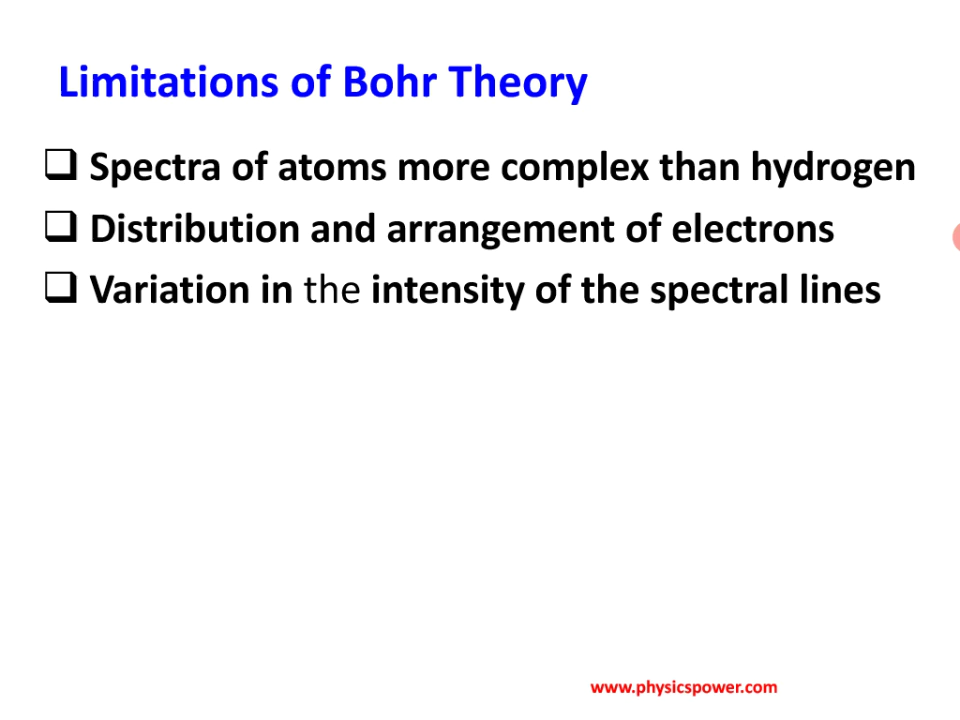 Limitations of Bohr Theory
❑ Spectra of atoms more complex than hydrogen
❑ Distribution and arrangement of electrons
❑ Variation in the intensity of the spectral lines
www.physicspower.com